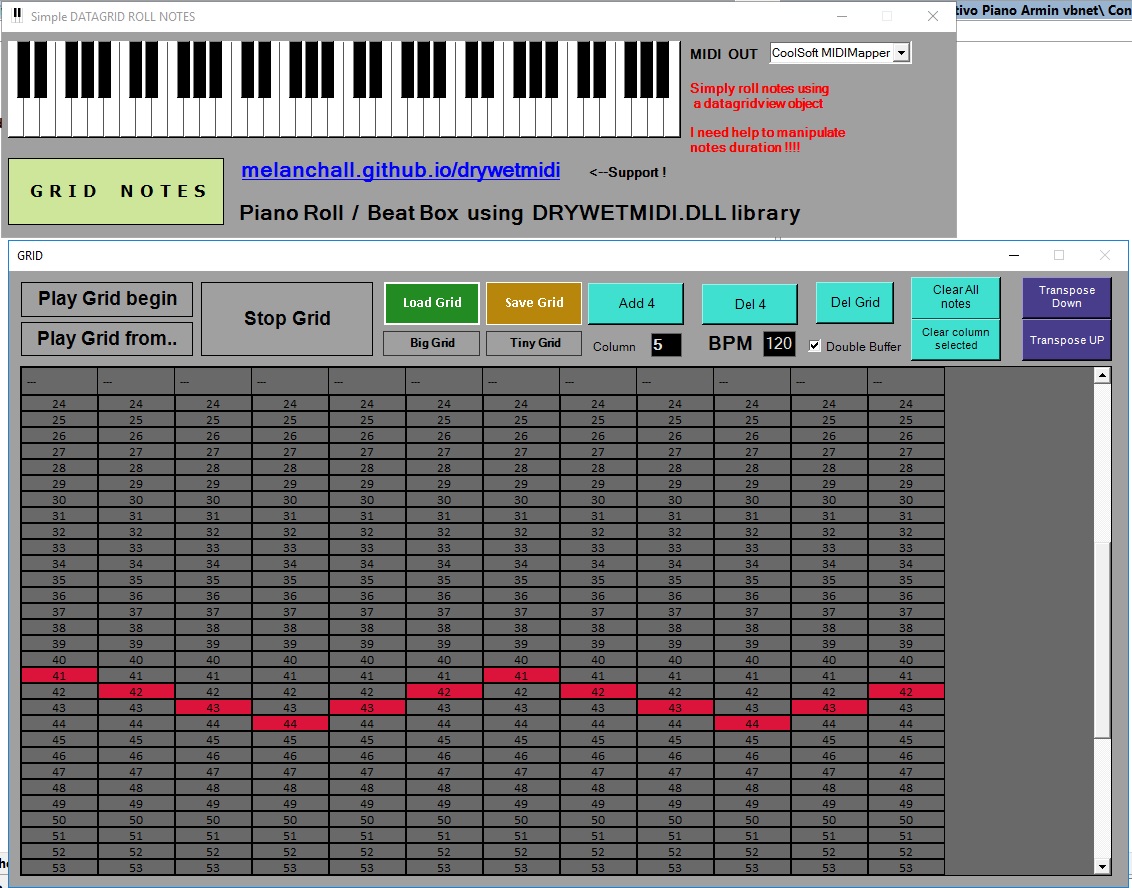 Simple DATAGRID ROLL NOTES
tivo Piano Armin vbnet\ Con
MIDI OUT CoolSoft MIDIMapper
Simply roll notes using
a datagridview object
I need help to manipulate
notes duration !!!!
GRID NOTES
melanchall.github.io/drywetmidi <--Support !
Piano Roll / Beat Box using DRYWETMIDI.DLL library
GRID
Play Grid begin
Play Grid from..
Stop Grid
Load Grid
Save Grid
Add 4
Del 4
Del Grid
Clear All
notes
Transpose
Down
Big Grid
Tiny Grid
Column 5
BPM 120
Double Buffer
Clear column
selected
Transpose UP
--- --- --- --- --- --- --- --- --- --- --- ---
24 24 24 24 24 24 24 24 24 24 24 24
25 25 25 25 25 25 25 25 25 25 25 25
26 26 26 26 26 26 26 26 26 26 26 26
27 27 27 27 27 27 27 27 27 27 27 27
28 28 28 28 28 28 28 28 28 28 28 28
29 29 29 29 29 29 29 29 29 29 29 29
30 30 30 30 30 30 30 30 30 30 30 30
31 31 31 31 31 31 31 31 31 31 31 31
32 32 32 32 32 32 32 32 32 32 32 32
33 33 33 33 33 33 33 33 33 33 33 33
34 34 34 34 34 34 34 34 34 34 34 34
35 35 35 35 35 35 35 35 35 35 35 35
36 36 36 36 36 36 36 36 36 36 36 36
37 37 37 37 37 37 37 37 37 37 37 37
38 38 38 38 38 38 38 38 38 38 38 38
39 39 39 39 39 39 39 39 39 39 39 39
40 40 40 40 40 40 40 40 40 40 40 40
41 41 41 41 41 41 41 41 41 41 41 41
42 42 42 42 42 42 42 42 42 42 42 42
43 43 43 43 43 43 43 43 43 43 43 43
44 44 44 44 44 44 44 44 44 44 44 44
45 45 45 45 45 45 45 45 45 45 45 45
46 46 46 46 46 46 46 46 46 46 46 46
47 47 47 47 47 47 47 47 47 47 47 47
48 48 48 48 48 48 48 48 48 48 48 48
49 49 49 49 49 49 49 49 49 49 49 49
50 50 50 50 50 50 50 50 50 50 50 50
51 51 51 51 51 51 51 51 51 51 51 51
52 52 52 52 52 52 52 52 52 52 52 52
53 53 53 53 53 53 53 53 53 53 53 53